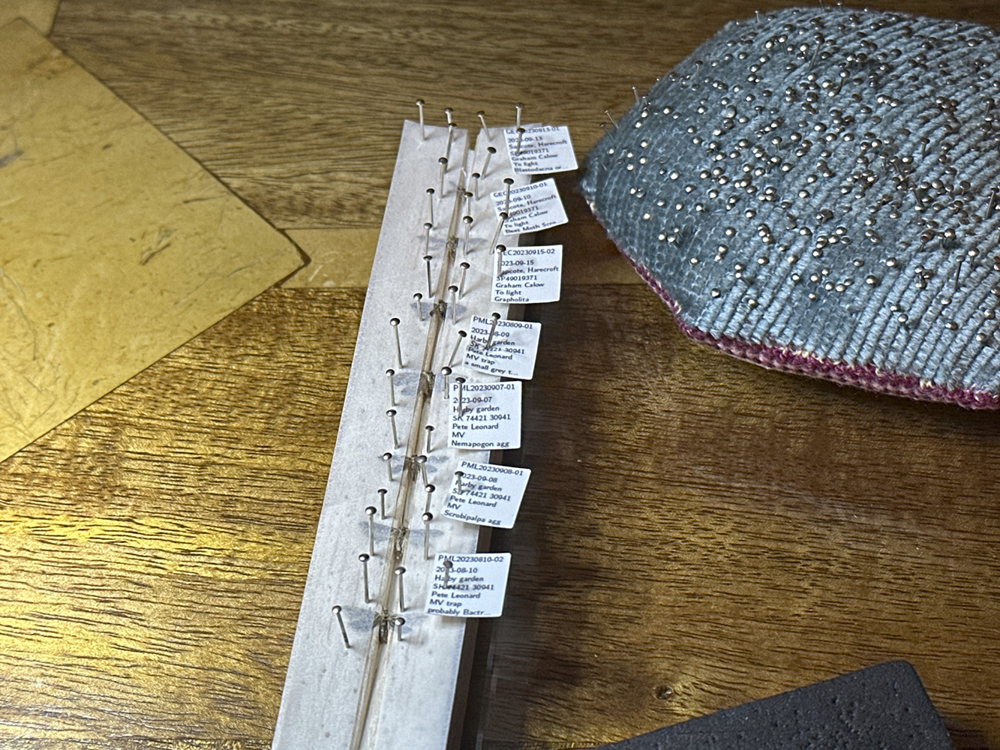 GEC20230913-01
2023-09-13
Sapcote, Harecroft
SP49019371
Graham Calow
To light
Blastodacna or...
GEC20230910-01
2023-09-10
Sapcote, Harecroft
SP49019371
Graham Calow
To light
Bees Moth Scro...
GEC20230915-02
2023-09-15
Sapcote, Harecroft
SP49019371
Graham Calow
To light
Grapholita
PML20230809-01
2023-08-09
Harby garden
SK 74421 30941
Pete Leonard
MV trap
a small grey t...
PML20230907-01
2023-09-07
Harby garden
SK 74421 30941
Pete Leonard
MV
Nemapogon agg
PML20230908-01
2023-09-08
Harby garden
SK 74421 30941
Pete Leonard
MV
Scrobipalpa agg
PML20230810-02
2023-08-10
Harby garden
SK 74421 30941
Pete Leonard
MV trap
probably Bactr...